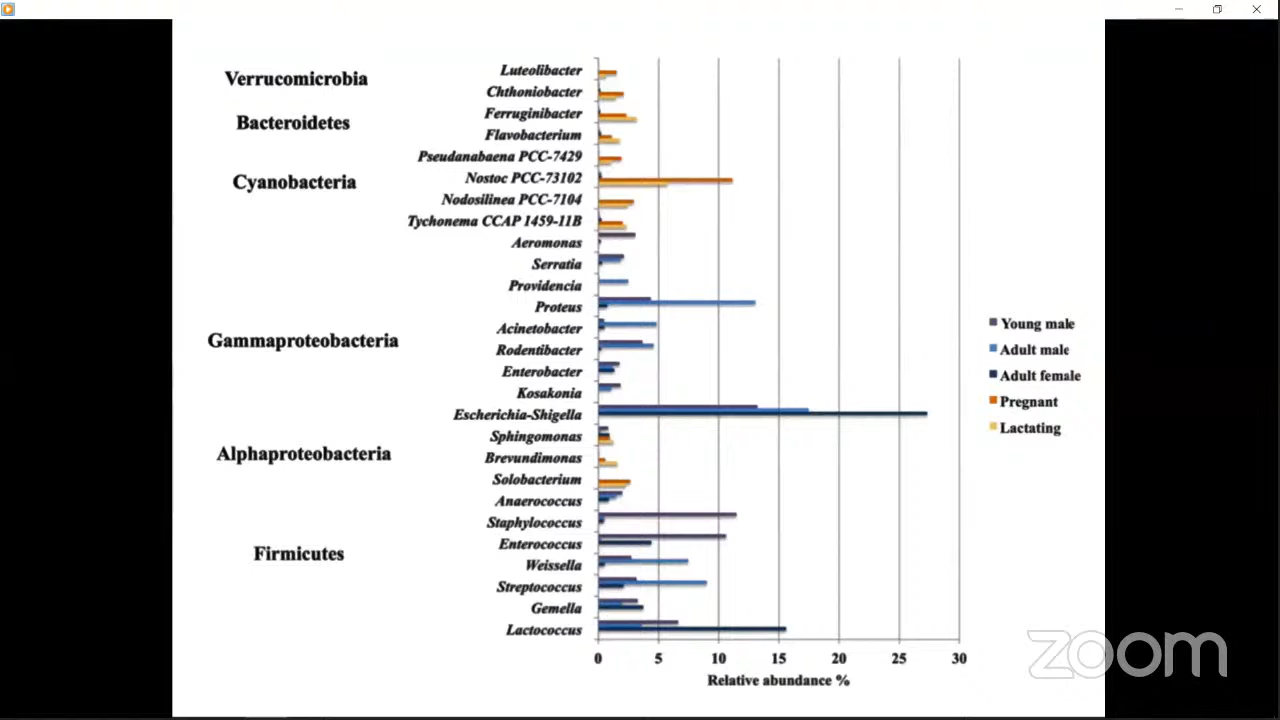 Verrucomicrobia
Bacteroidetes
Cyanobacteria
Gammaproteobacteria
Alphaproteobacteria
Firmicutes
Luteolibacter
Chthoniobacter
Ferruginibacter
Flavobacterium
Pseudanabaena PCC-7429
Nostoc PCC-73102
Nodosilinea PCC-7104
Tychonema CCAP 1459-11B
Aeromonas
Serratia
Providencia
Proteus
Acinetobacter
Rodentibacter
Enterobacter
Kosakonia
Escherichia-Shigella
Sphingomonas
Brevundimonas
Solobacterium
Anaerococcus
Staphylococcus
Enterococcus
Weissella
Streptococcus
Gemella
Lactococcus
0 5 10 15 20 25 30
Relative abundance %
Young male
Adult male
Adult female
Pregnant
Lactating
zoom